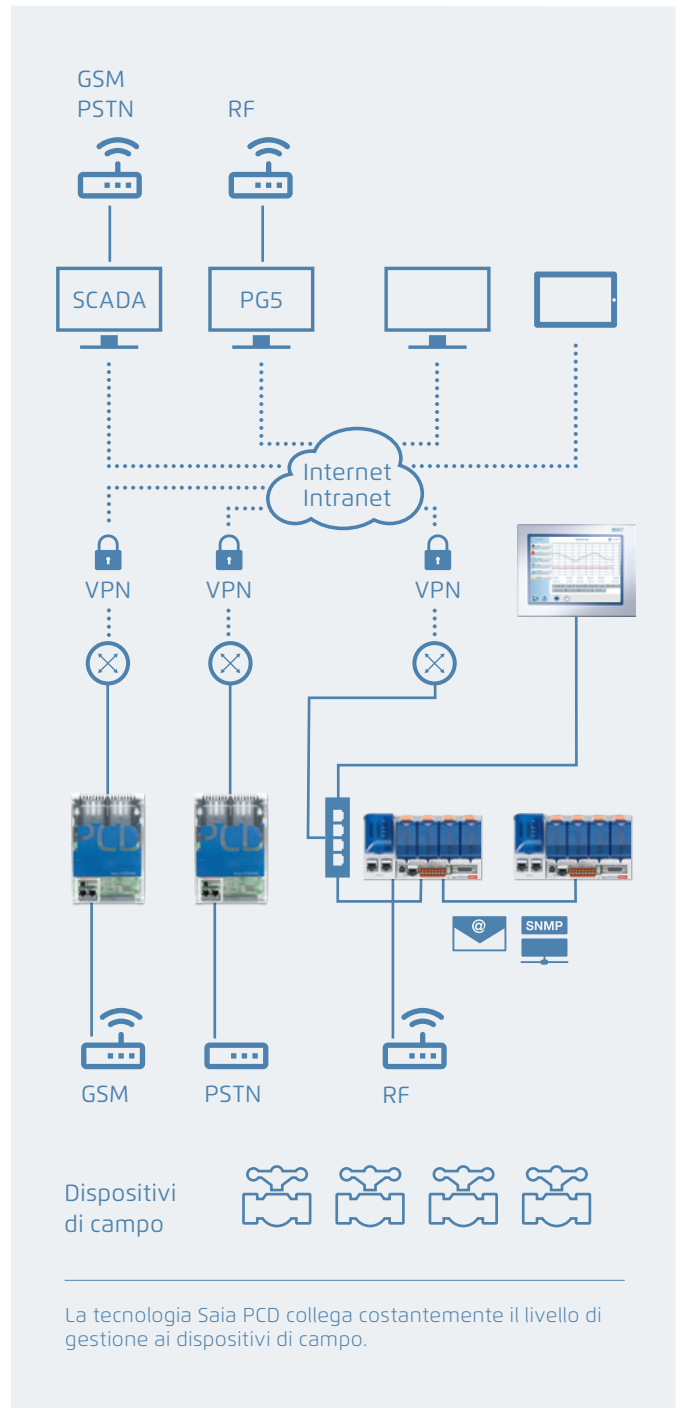 GSM
PSTN
RF
SCADA
PG5
Internet
Intranet
VPN
VPN
VPN
PCD
PCD
@
SNMP
GSM
PSTN
RF
Dispositivi
di campo
La tecnologia Saia PCD collega costantemente il livello di
gestione ai dispositivi di campo.